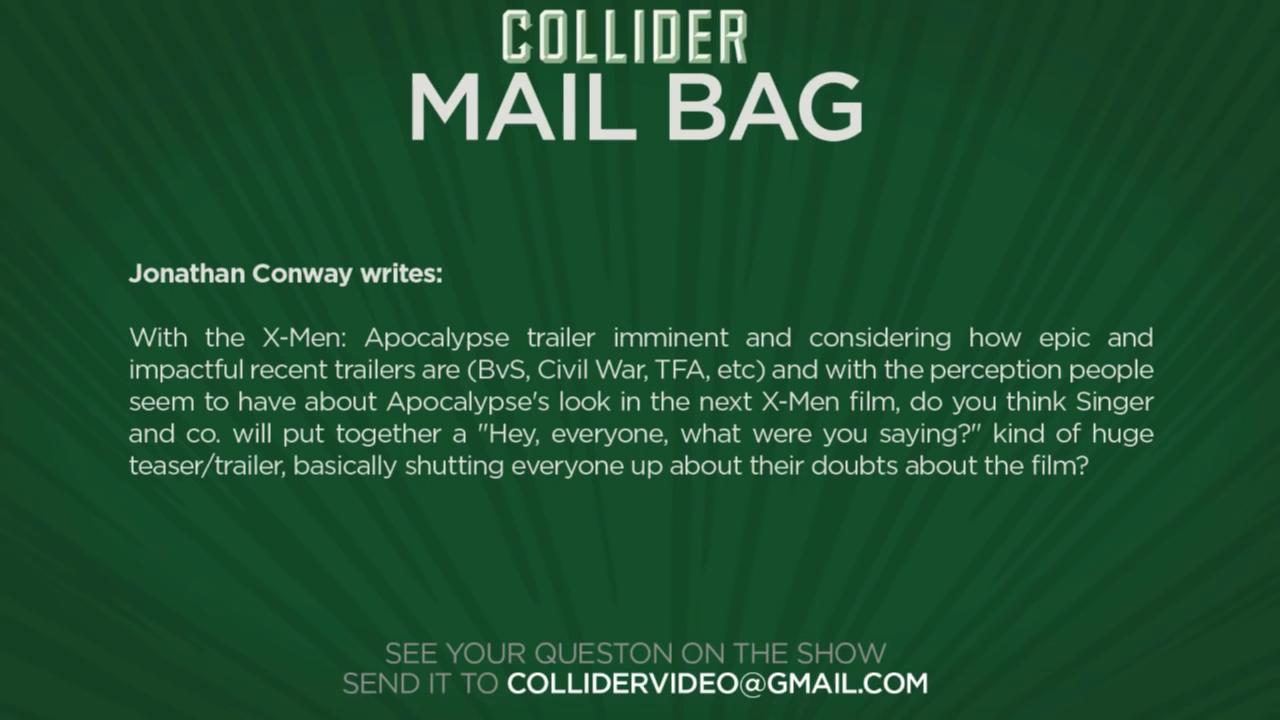 COLLIDER
MAIL BAG
Jonathan Conway writes:
With the X-Men: Apocalypse trailer imminent and considering how epic and
impactful recent trailers are (BvS, Civil War, TFA, etc) and with the perception people
seem to have about Apocalypse's look in the next X-Men film, do you think Singer
and co. will put together a "Hey, everyone, what were you saying?" kind of huge
teaser/trailer, basically shutting everyone up about their doubts about the film?
SEE YOUR QUESTON ON THE SHOW
SEND IT TO COLLIDERVIDEO@GMAIL.COM